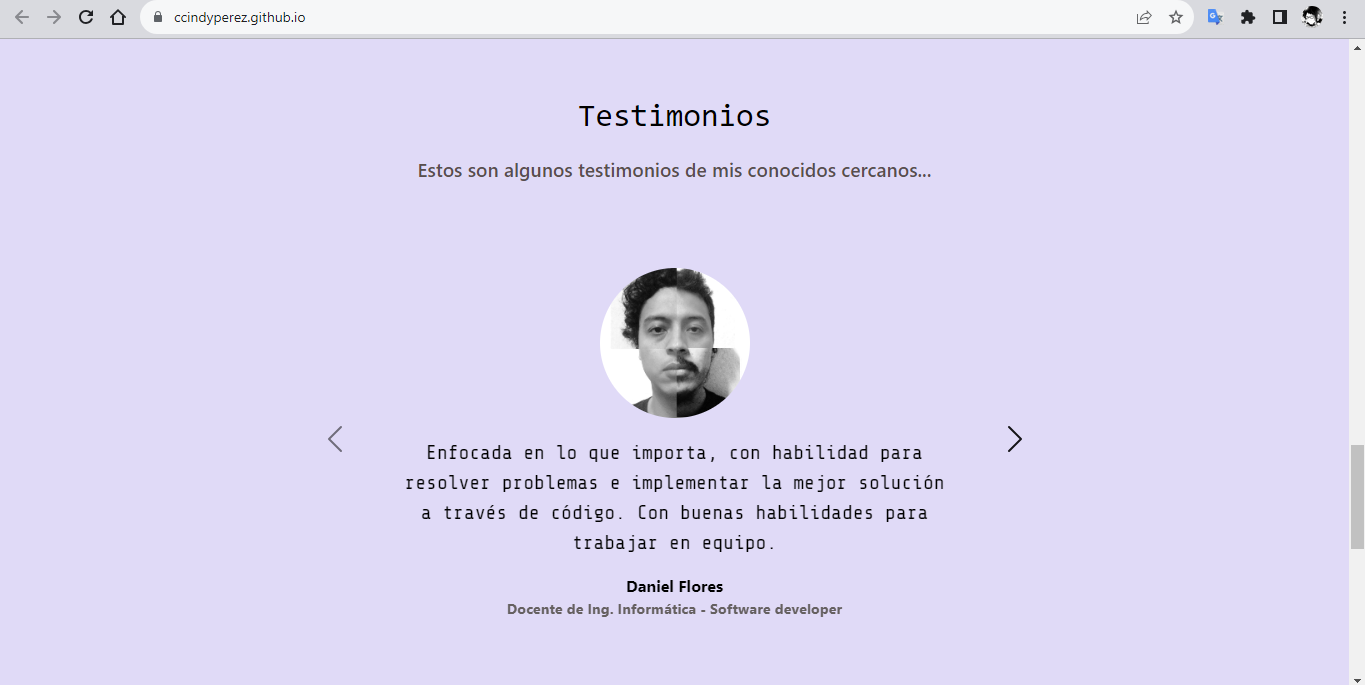 ccindyperez.github.io
Testimonios
Estos son algunos testimonios de mis conocidos cercanos...
Enfocada en lo que importa, con habilidad para
resolver problemas e implementar la mejor solución
a través de código. Con buenas habilidades para
trabajar en equipo.
Daniel Flores
Docente de Ing. Informática - Software developer